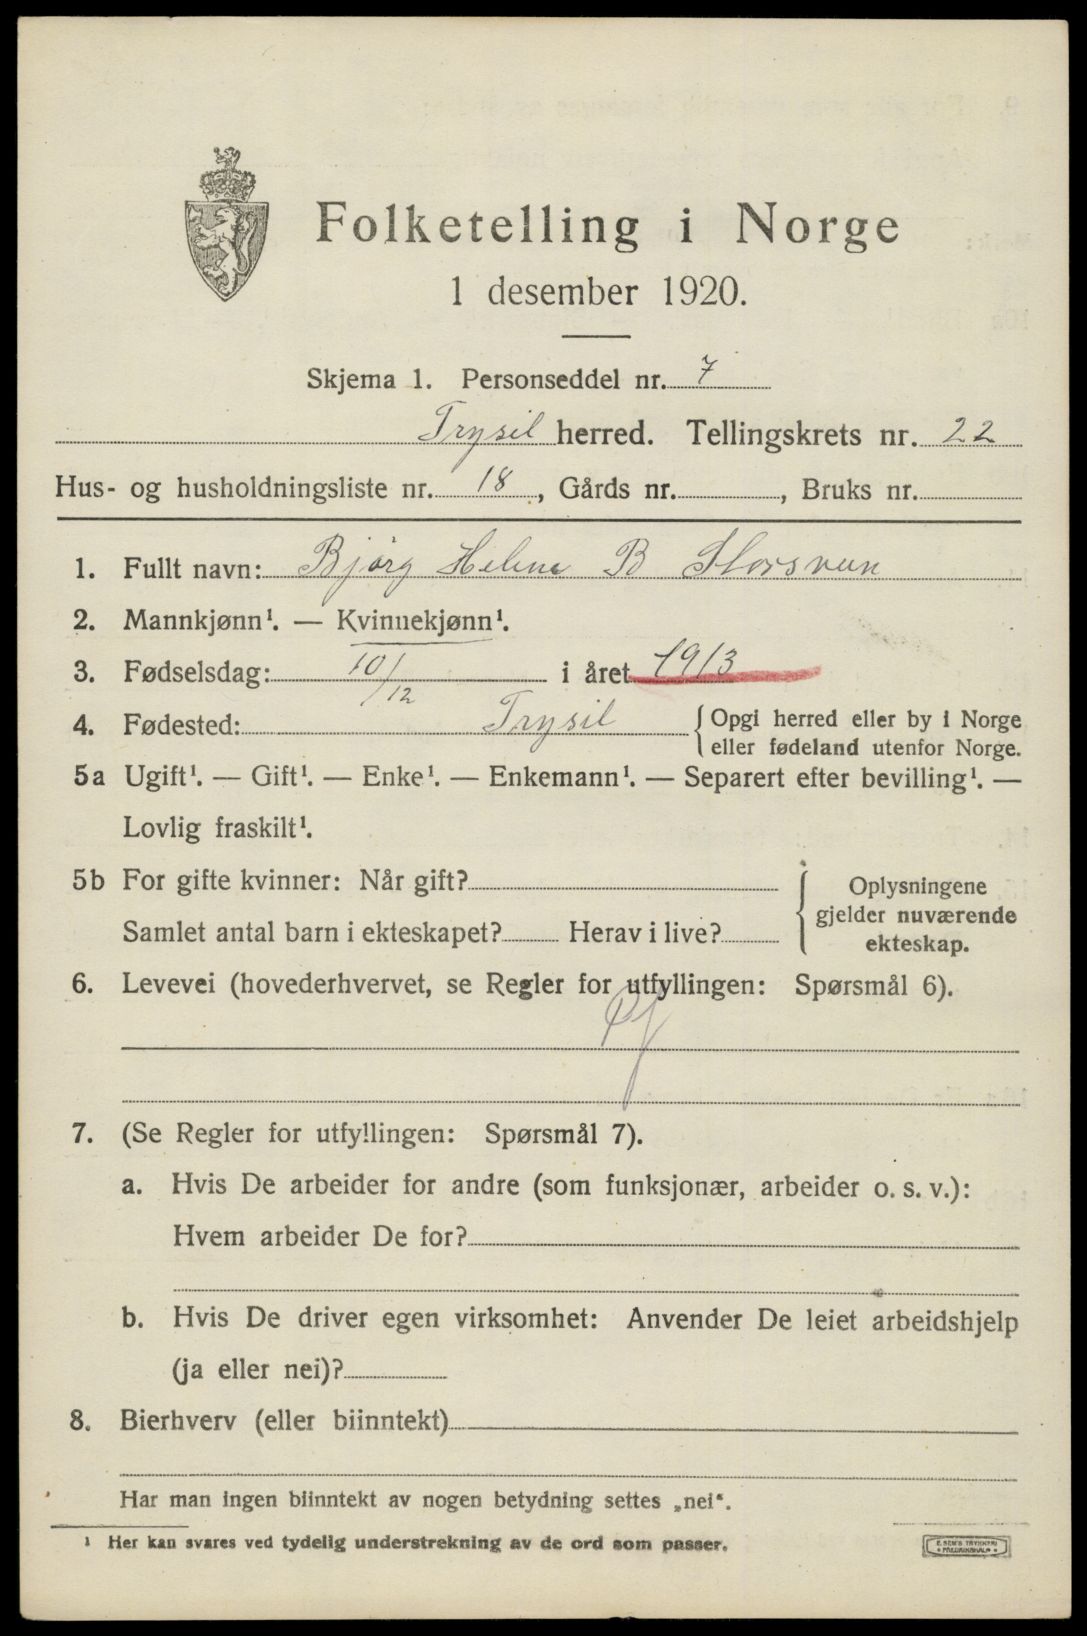 Folketelling i Norge
1 desember 1920.
Skjema 1. Personseddel nr. 7
Trysil herred. Tellingskrets nr. 22
Hus- og husholdningsliste nr. 18, Gårds nr. , Bruks nr.
1. Fullt navn: Bjørg Helene B Storsveen
2. Mannkjønn¹. — Kvinnekjønn¹.
3. Fødselsdag: 10/12 i året 1913
4. Fødested: Trysil { Opgi herred eller by i Norge
eller fødeland utenfor Norge.
5a Ugift¹. — Gift¹. — Enke¹. — Enkemann¹. — Separert efter bevilling¹. —
Lovlig fraskilt¹.
5b For gifte kvinner: Når gift?
Samlet antal barn i ekteskapet? Herav i live?
{ Oplysningene
gjelder nuværende
ekteskap.
6. Levevei (hovederhvervet, se Regler for utfyllingen: Spørsmål 6).
7. (Se Regler for utfyllingen: Spørsmål 7).
a. Hvis De arbeider for andre (som funksjonær, arbeider o. s. v.):
Hvem arbeider De for?
b. Hvis De driver egen virksomhet: Anvender De leiet arbeidshjelp
(ja eller nei)?
8. Bierhverv (eller biinntekt)
Har man ingen biinntekt av nogen betydning settes „nei“.
¹ Her kan svares ved tydelig understrekning av de ord som passer.
E. SEM'S TRYKKERI
FREDRIKSHALD